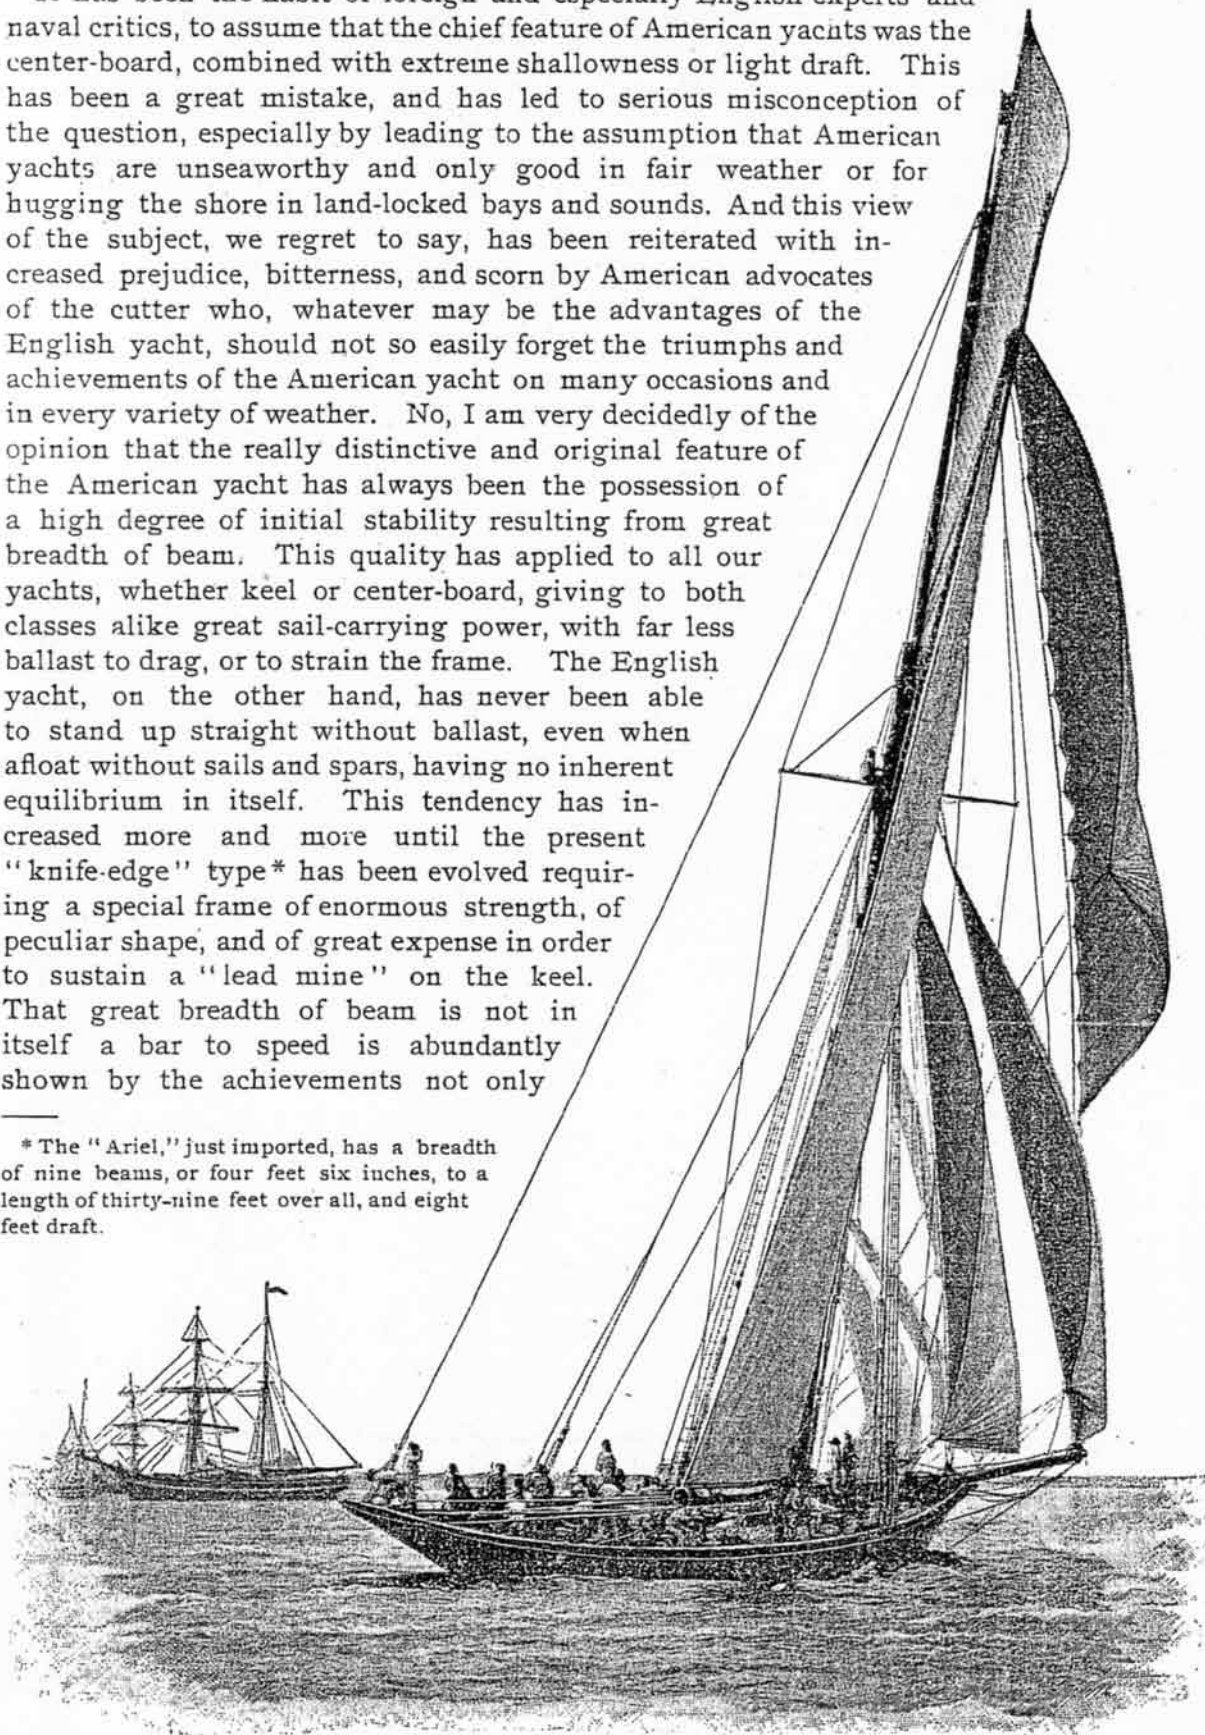 It has been the habit of foreign and especially English experts and
naval critics, to assume that the chief feature of American yachts was the
center-board, combined with extreme shallowness or light draft. This
has been a great mistake, and has led to serious misconception of
the question, especially by leading to the assumption that American
yachts are unseaworthy and only good in fair weather or for
hugging the shore in land-locked bays and sounds. And this view
of the subject, we regret to say, has been reiterated with in-
creased prejudice, bitterness, and scorn by American advocates
of the cutter who, whatever may be the advantages of the
English yacht, should not so easily forget the triumphs and
achievements of the American yacht on many occasions and
in every variety of weather. No, I am very decidedly of the
opinion that the really distinctive and original feature of
the American yacht has always been the possession of
a high degree of initial stability resulting from great
breadth of beam. This quality has applied to all our
yachts, whether keel or center-board, giving to both
classes alike great sail-carrying power, with far less
ballast to drag, or to strain the frame. The English
yacht, on the other hand, has never been able
to stand up straight without ballast, even when
afloat without sails and spars, having no inherent
equilibrium in itself. This tendency has in-
creased more and more until the present
"knife-edge" type* has been evolved requir-
ing a special frame of enormous strength, of
peculiar shape, and of great expense in order
to sustain a "lead mine" on the keel.
That great breadth of beam is not in
itself a bar to speed is abundantly
shown by the achievements not only
* The "Ariel," just imported, has a breadth
of nine beams, or four feet six inches, to a
length of thirty-nine feet over all, and eight
feet draft.